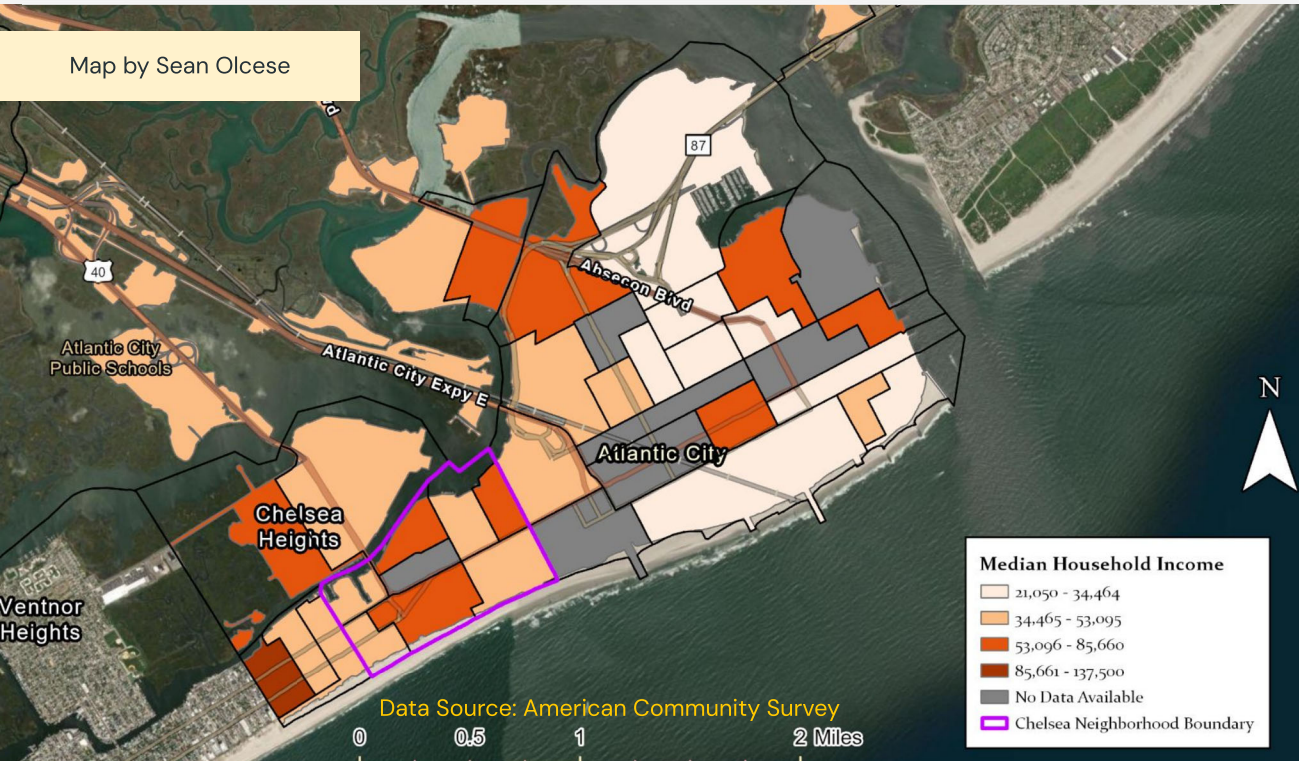 Map by Sean Olcese
87
40
Absecon Blvd
Atlantic City
Public Schools
Atlantic City Expy E
Atlantic City
Chelsea
Heights
Ventnor
Heights
N
Median Household Income
21,050 - 34,464
34,465 - 53,095
53,096 - 85,660
85,661 - 137,500
No Data Available
Chelsea Neighborhood Boundary
Data Source: American Community Survey
0 0.5 1 2 Miles